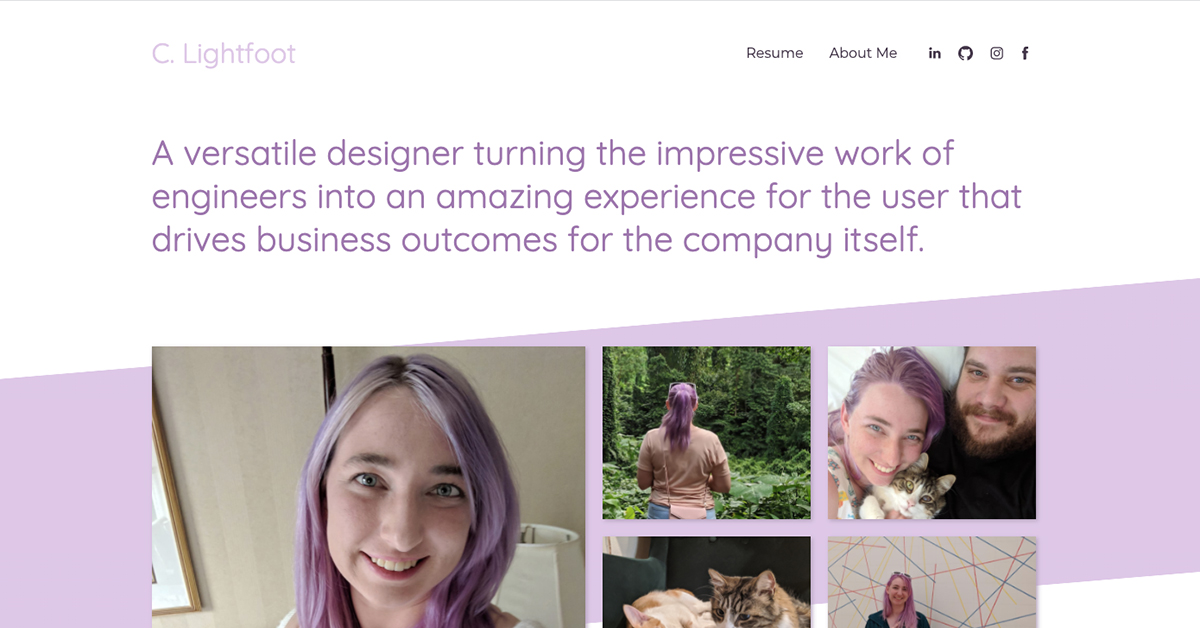 C. Lightfoot
Resume About Me in f
A versatile designer turning the impressive work of
engineers into an amazing experience for the user that
drives business outcomes for the company itself.